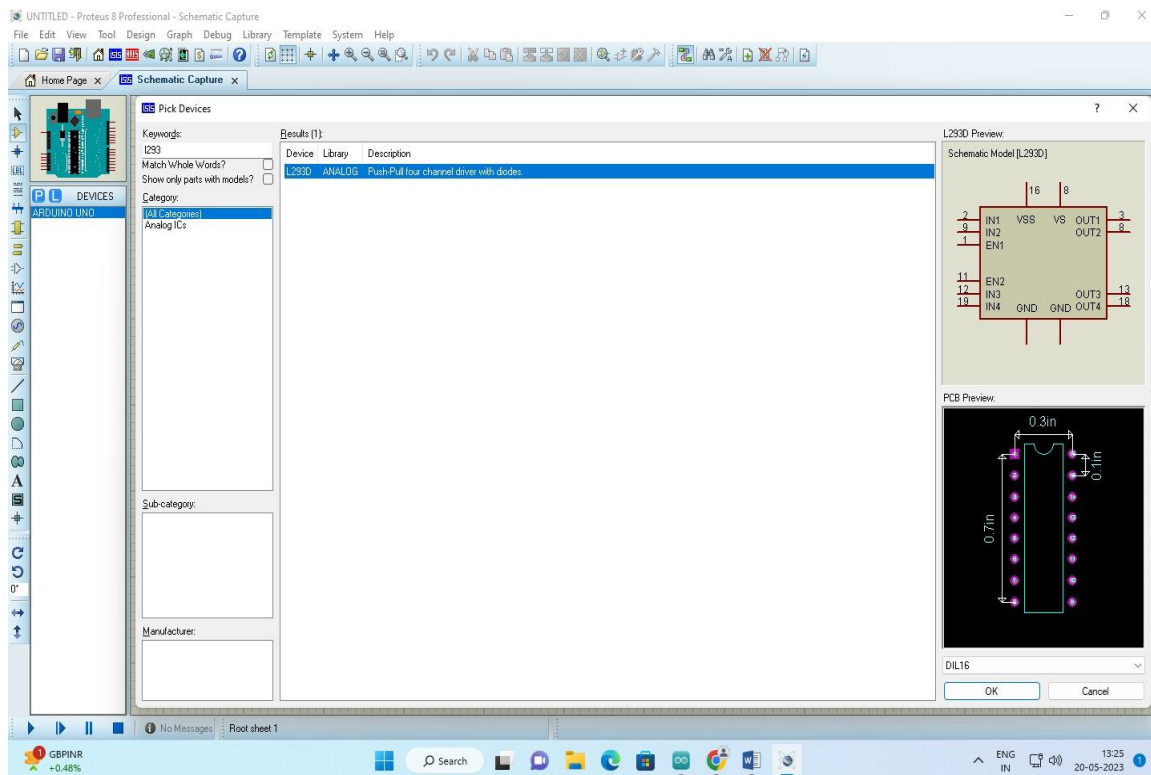 UNTITLED - Proteus 8 Professional - Schematic Capture
File Edit View Tool Design Graph Debug Library Template System Help
Home Page x Schematic Capture x
Pick Devices ? X
Keywords:
l293
Match Whole Words?
Show only parts with models?
Category:
(All Categories)
Analog ICs
Sub-category:
Manufacturer:
P L DEVICES
ARDUINO UNO
Results (1):
Device Library Description
L293D ANALOG Push-Pull four channel driver with diodes.
L293D Preview:
Schematic Model [L293D]
16 8
2 IN1 VSS VS OUT1 3
9 IN2 OUT2 8
1 EN1
11 EN2
12 IN3 OUT3 13
19 IN4 GND GND OUT4 18
PCB Preview:
0.3in
0.1in
0.7in
DIL16
OK Cancel
LBL
A
S
0°
No Messages Root sheet 1
1 GBPINR
+0.48%
Search
ENG
IN
13:25
20-05-2023
1